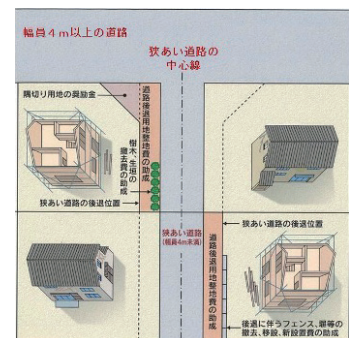 幅員4m以上の道路
狭あい道路の
中心線
隅切り用地の奨励金
道路後退用地整地費の助成
樹木、生垣の
撤去費の助成
狭あい道路の後退位置
狭あい道路
(幅員4m未満)
狭あい道路の後退位置
道路後退用地整地費の助成
後退に伴うフェンス、扉等の
撤去、移設、新設置費の助成